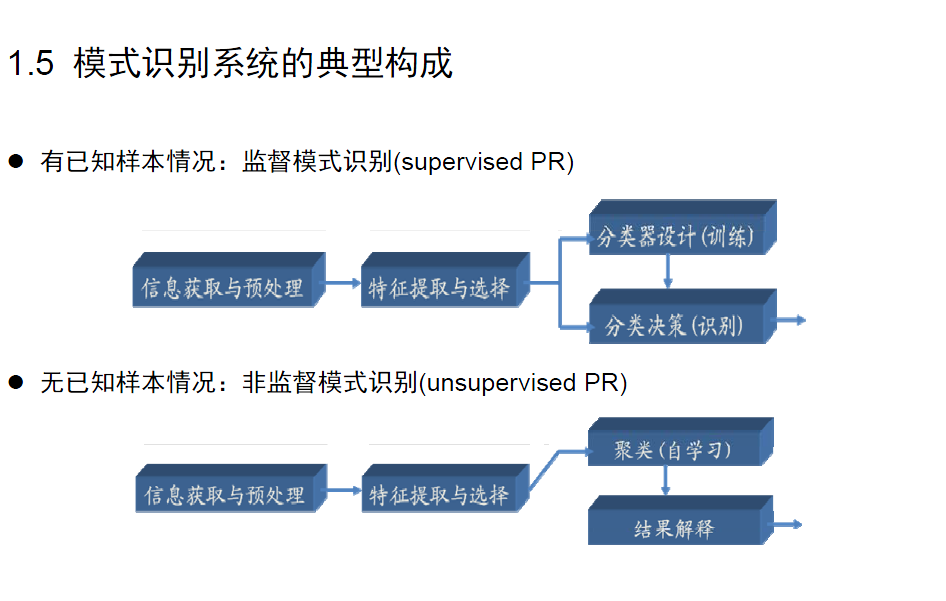 1.5 模式识别系统的典型构成
● 有已知样本情况：监督模式识别(supervised PR)
信息获取与预处理
特征提取与选择
分类器设计(训练)
分类决策(识别)
● 无已知样本情况：非监督模式识别(unsupervised PR)
信息获取与预处理
特征提取与选择
聚类(自学习)
结果解释